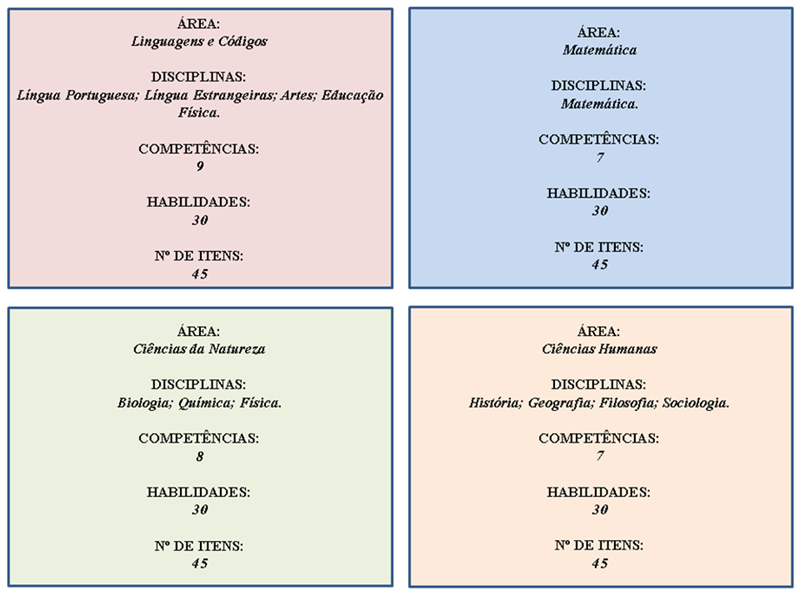 ÁREA:
Linguagens e Códigos
DISCIPLINAS:
Língua Portuguesa; Língua Estrangeiras; Artes; Educação
Física.
COMPETÊNCIAS:
9
HABILIDADES:
30
Nº DE ITENS:
45
ÁREA:
Matemática
DISCIPLINAS:
Matemática.
COMPETÊNCIAS:
7
HABILIDADES:
30
Nº DE ITENS:
45
ÁREA:
Ciências da Natureza
DISCIPLINAS:
Biologia; Química; Física.
COMPETÊNCIAS:
8
HABILIDADES:
30
Nº DE ITENS:
45
ÁREA:
Ciências Humanas
DISCIPLINAS:
História; Geografia; Filosofia; Sociologia.
COMPETÊNCIAS:
7
HABILIDADES:
30
Nº DE ITENS:
45